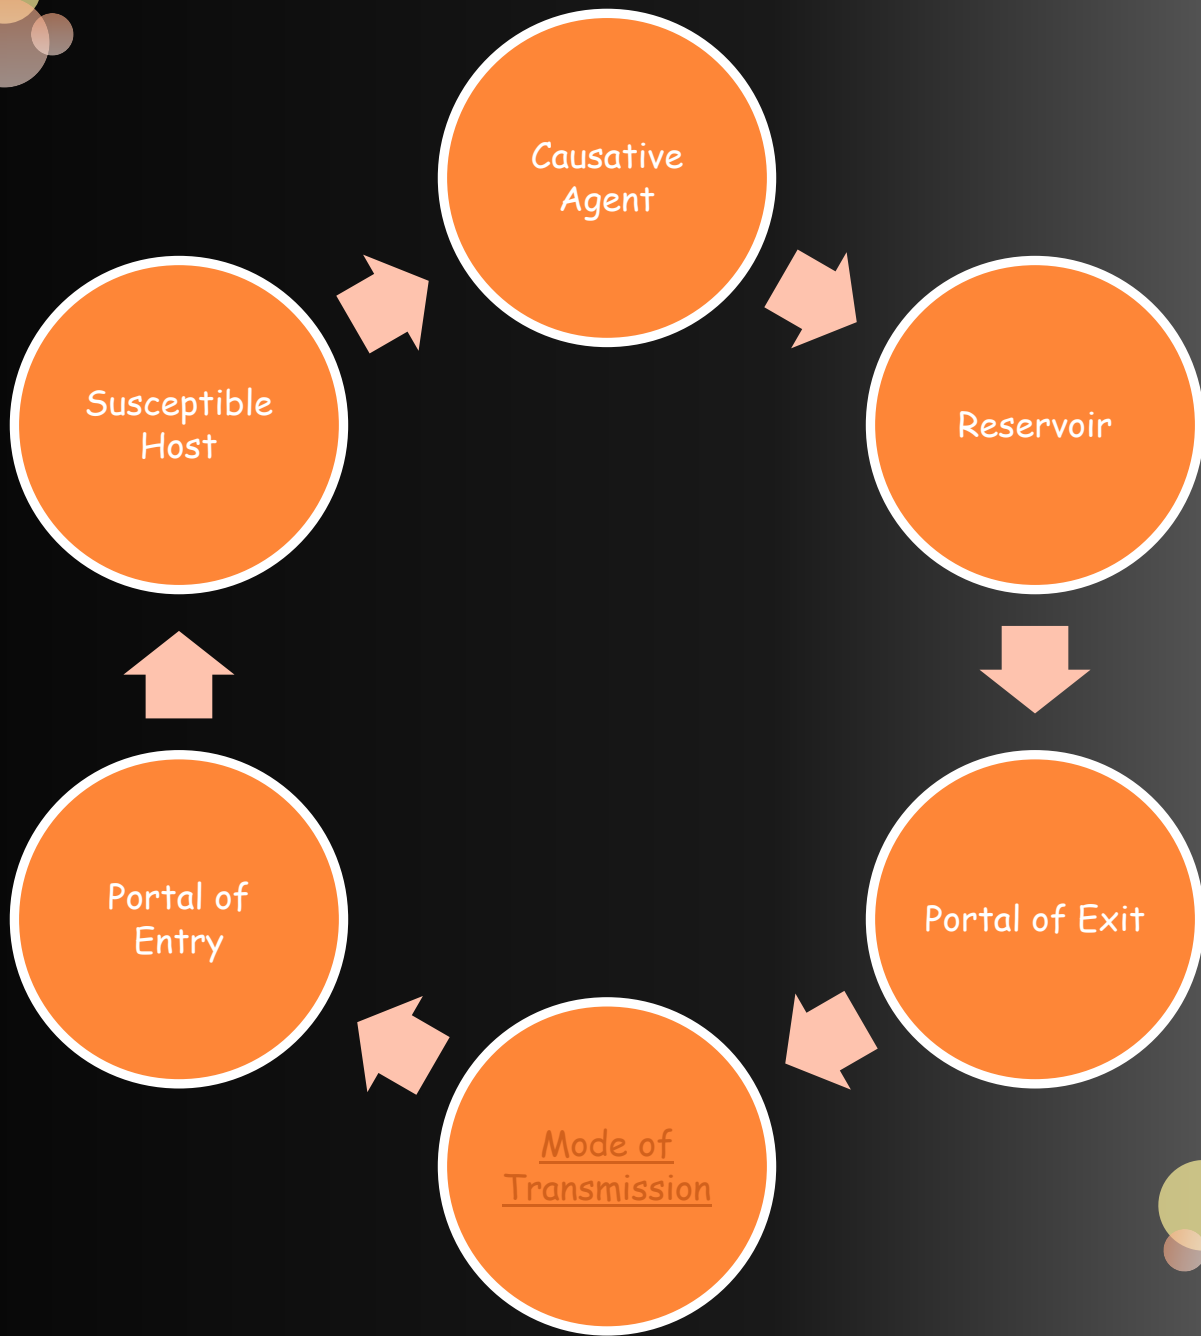 Causative
Agent
Reservoir
Portal of Exit
Mode of
Transmission
Portal of
Entry
Susceptible
Host